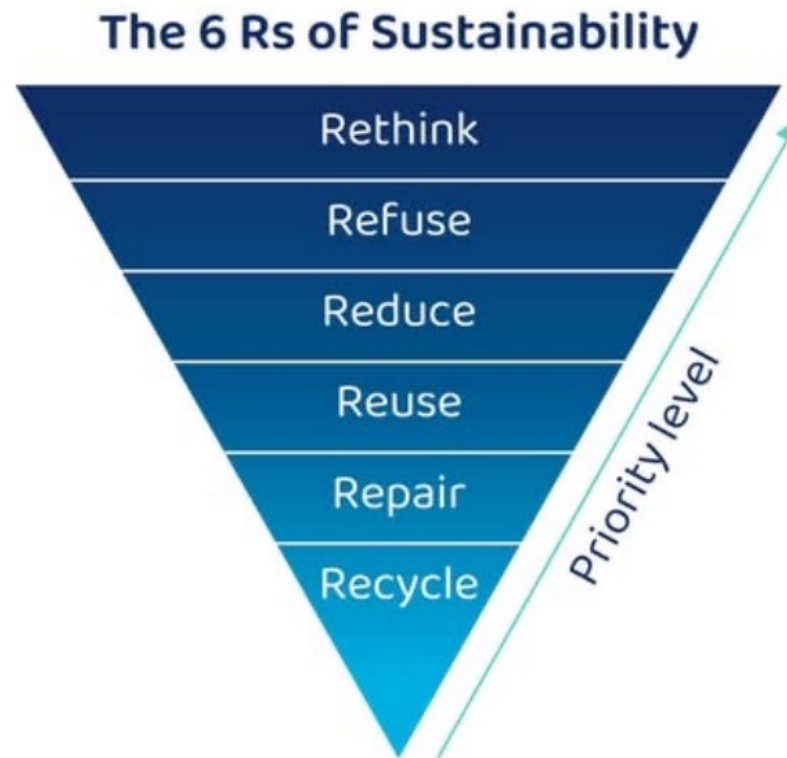 The 6 Rs of Sustainability
Rethink
Refuse
Reduce
Reuse
Repair
Recycle
Priority level